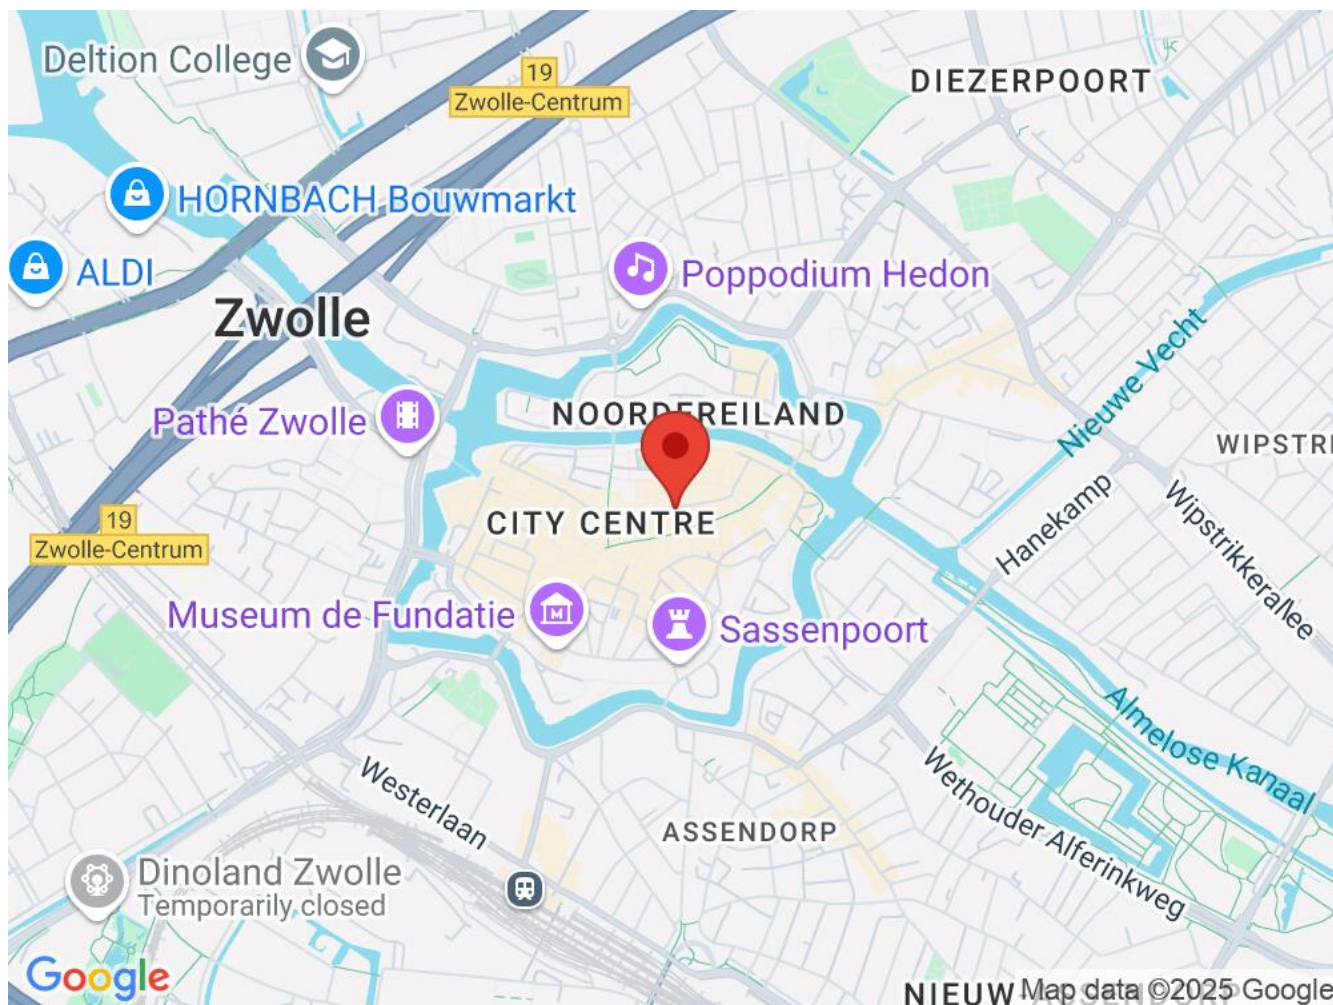 Deltion College
19
Zwolle-Centrum
DIEZERPOORT
HORNBACH Bouwmarkt
ALDI
Poppodium Hedon
Zwolle
Nieuwe Vecht
Pathé Zwolle
NOORDEREILAND
WIPSTRI
19
Zwolle-Centrum
CITY CENTRE
Hanekamp
Wipstrikkerallee
Museum de Fundatie
Sassenpoort
Almelose Kanaal
Westerlaan
Wethouder Alferinkweg
ASSENDORP
Dinoland Zwolle
Temporarily closed
Google
NIEUW-ASSENDORP
Map data ©2025 Google